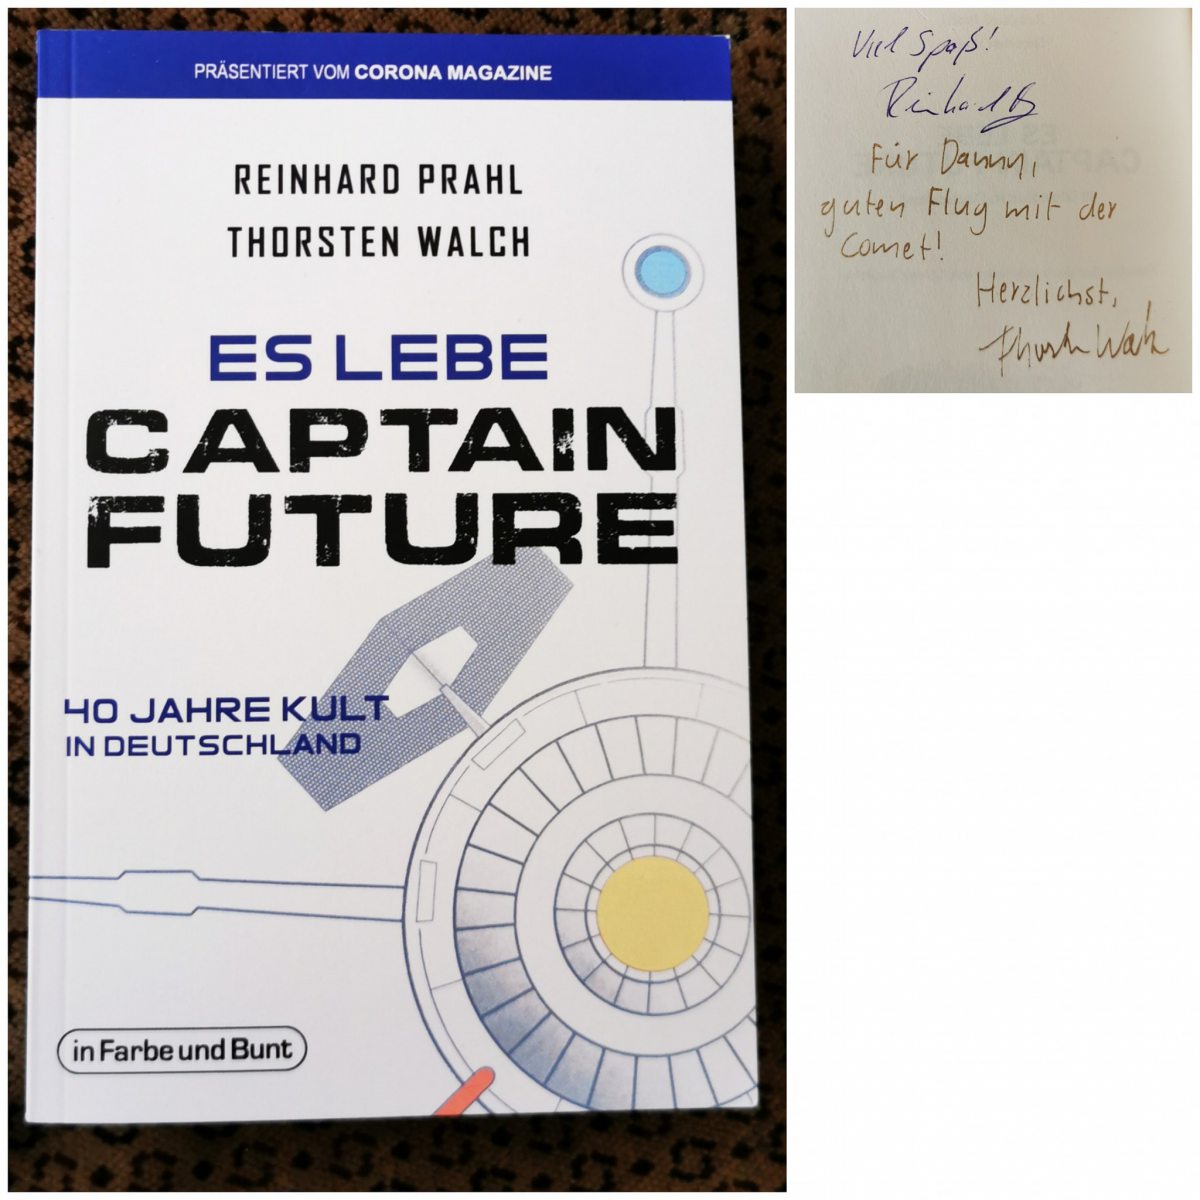 PRÄSENTIERT VOM CORONA MAGAZINE
REINHARD PRAHL
THORSTEN WALCH
ES LEBE
CAPTAIN
FUTURE
40 JAHRE KULT
IN DEUTSCHLAND
in Farbe und Bunt
Viel Spaß!
Reinhard
Für Danny,
guten Flug mit der
Comet!
Herzlichst,